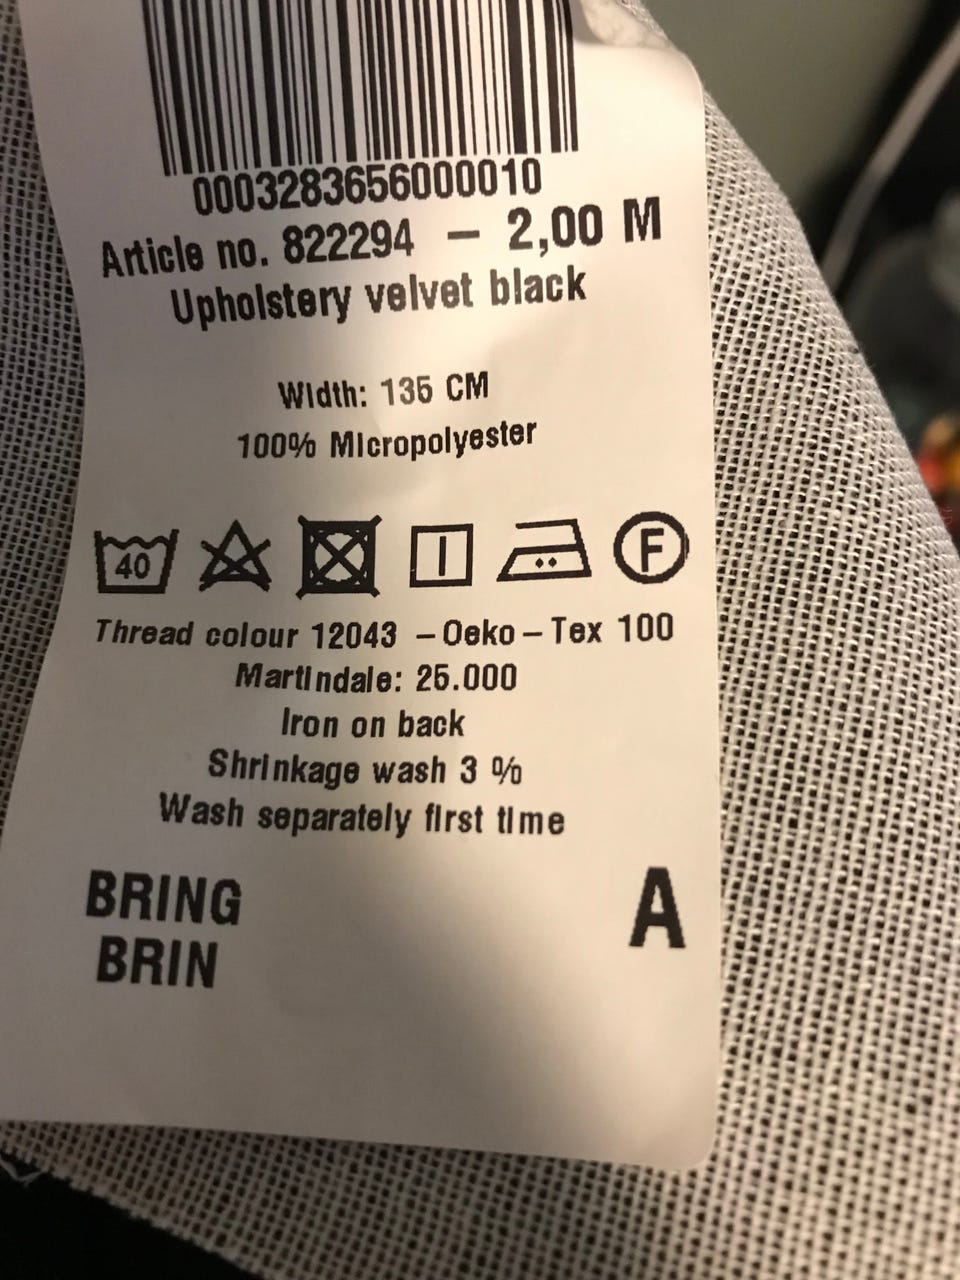 0003283656000010
Article no. 822294 – 2,00 M
Upholstery velvet black
Width: 135 CM
100% Micropolyester
40 F
Thread colour 12043 – Oeko – Tex 100
Martindale: 25.000
Iron on back
Shrinkage wash 3 %
Wash separately first time
BRING A
BRIN